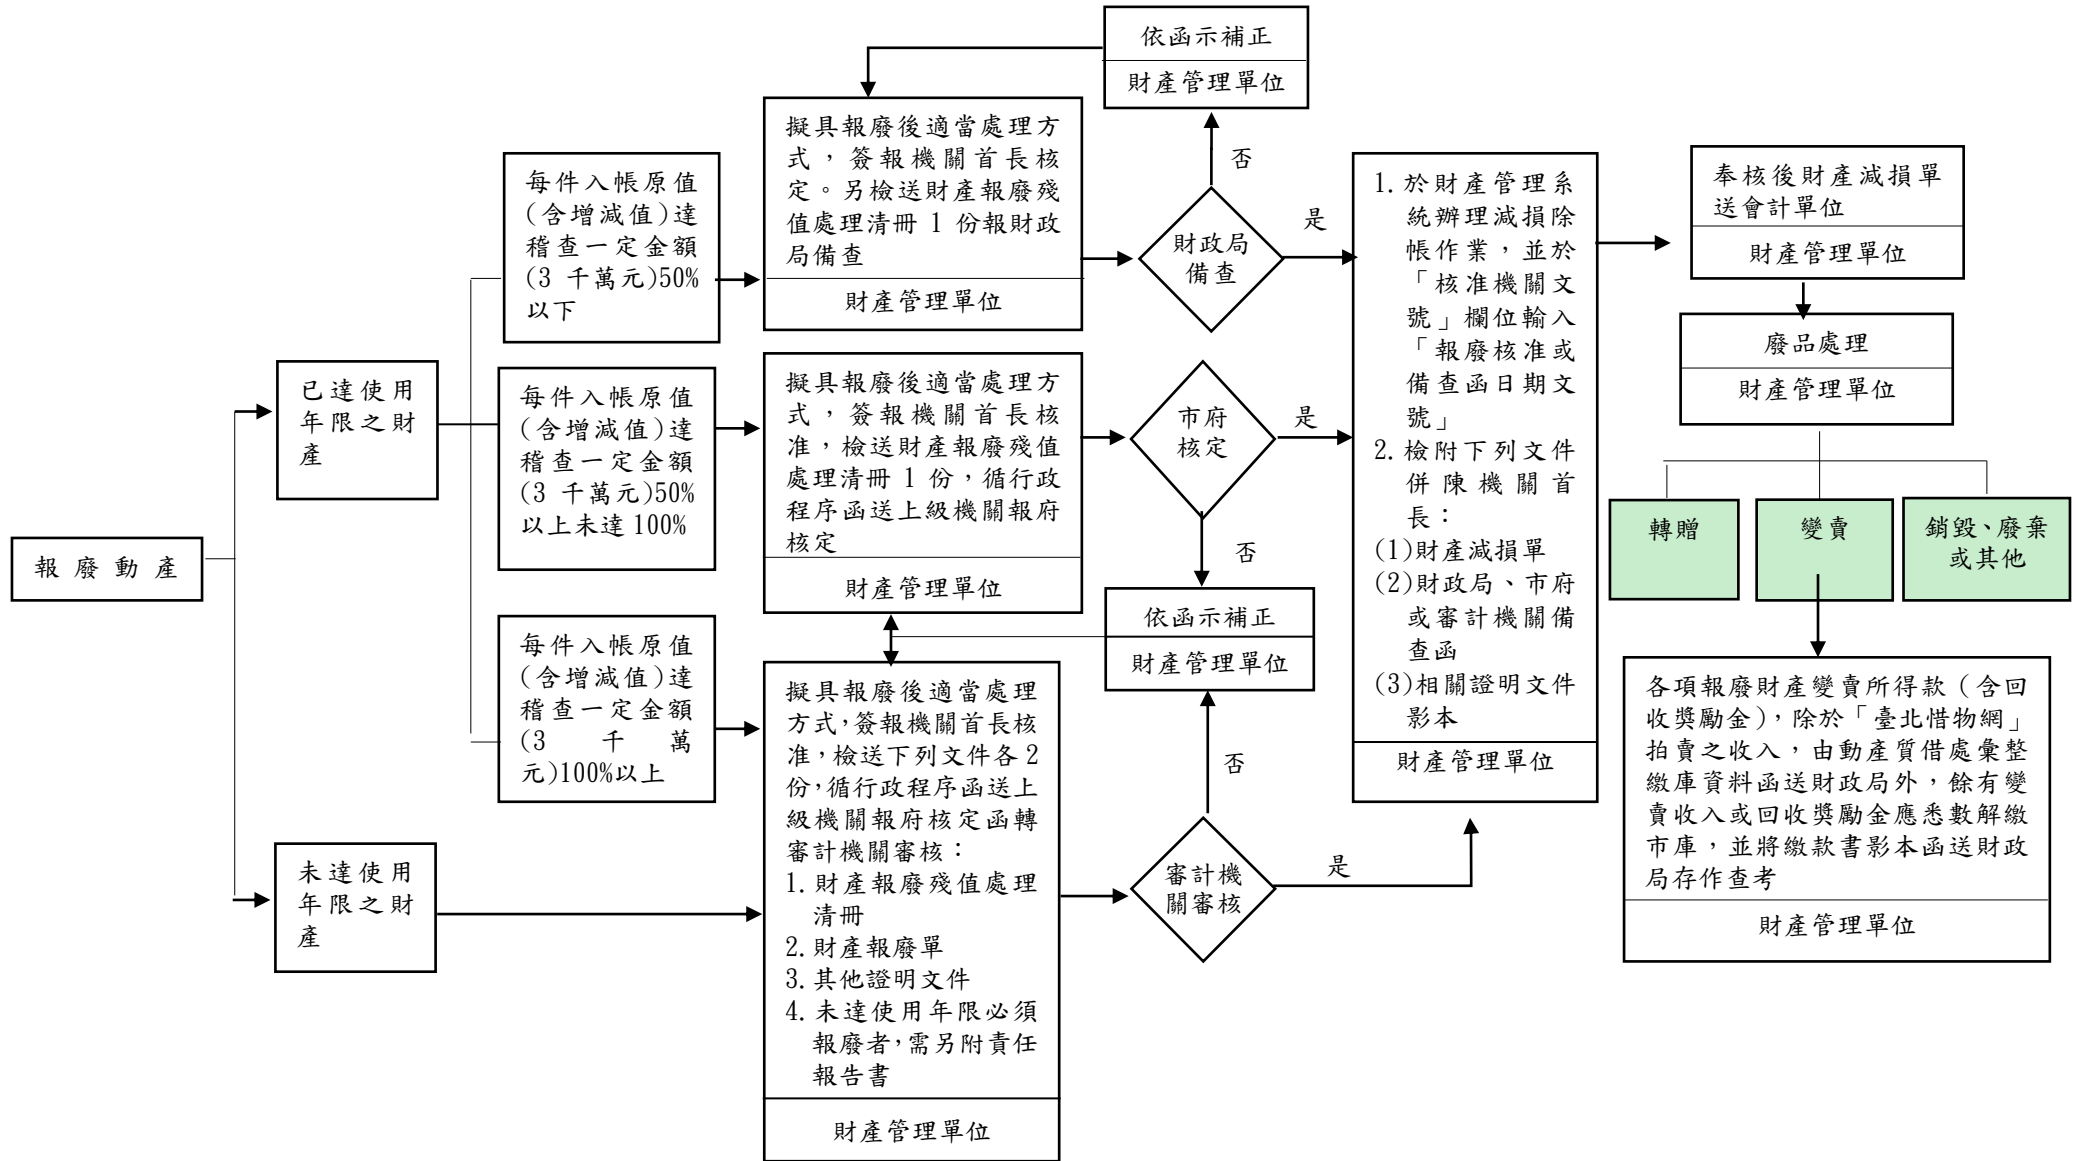 報廢動產
已達使用
年限之財
產
未達使用
年限之財
產
每件入帳原值
(含增減值)達
稽查一定金額
(3 千萬元)50%
以下
每件入帳原值
(含增減值)達
稽查一定金額
(3 千萬元)50%
以上未達 100%
每件入帳原值
(含增減值)達
稽查一定金額
(3 千 萬
元)100%以上
擬具報廢後適當處理方
式，簽報機關首長核
定。另檢送財產報廢殘
值處理清冊 1 份報財政
局備查
財產管理單位
擬具報廢後適當處理方
式，簽報機關首長核
准，檢送財產報廢殘值
處理清冊 1 份，循行政
程序函送上級機關報府
核定
財產管理單位
擬具報廢後適當處理
方式，簽報機關首長核
准，檢送下列文件各 2
份，循行政程序函送上
級機關報府核定函轉
審計機關審核：
1. 財產報廢殘值處理
清冊
2. 財產報廢單
3. 其他證明文件
4. 未達使用年限必須
報廢者，需另附責任
報告書
財產管理單位
依函示補正
財產管理單位
否
財政局
備查
是
市府
核定
是
否
依函示補正
財產管理單位
否
審計機
關審核
是
1. 於財產管理系
統辦理減損除
帳作業，並於
「核准機關文
號」欄位輸入
「報廢核准或
備查函日期文
號」
2. 檢附下列文件
併陳機關首
長：
(1)財產減損單
(2)財政局、市府
或審計機關備
查函
(3)相關證明文件
影本
財產管理單位
奉核後財產減損單
送會計單位
財產管理單位
廢品處理
財產管理單位
轉贈
變賣
銷毀、廢棄
或其他
各項報廢財產變賣所得款（含回
收獎勵金），除於「臺北惜物網」
拍賣之收入，由動產質借處彙整
繳庫資料函送財政局外，餘有變
賣收入或回收獎勵金應悉數解繳
市庫，並將繳款書影本函送財政
局存作查考
財產管理單位